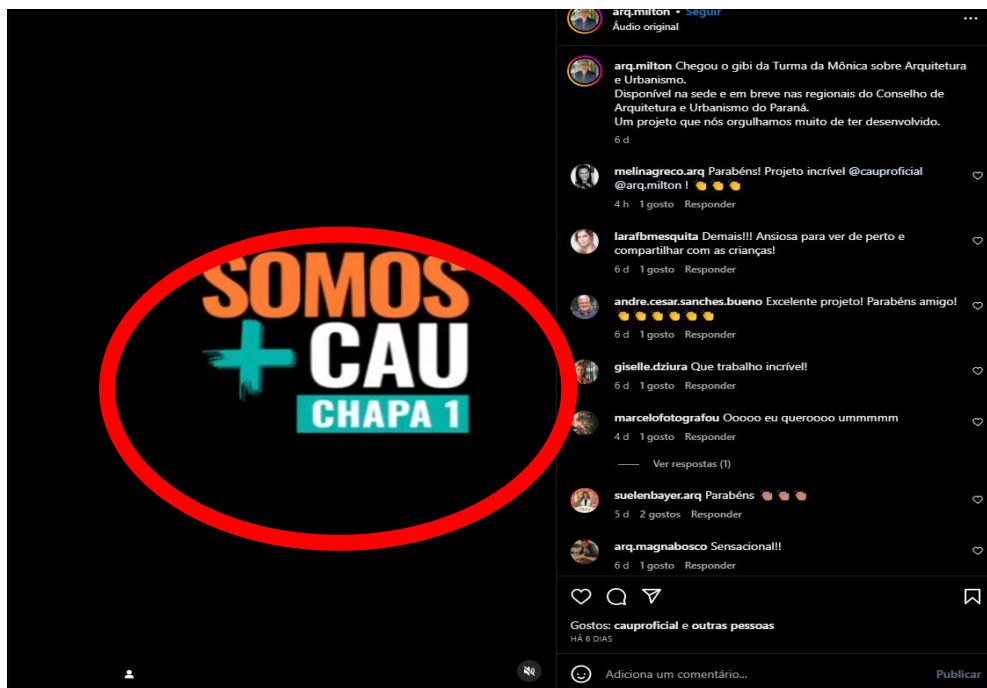 arq.milton • Seguir
Áudio original
arq.milton Chegou o gibi da Turma da Mônica sobre Arquitetura
e Urbanismo.
Disponível na sede e em breve nas regionais do Conselho de
Arquitetura e Urbanismo do Paraná.
Um projeto que nós orgulhamos muito de ter desenvolvido.
6 d
melinagreco.arq Parabéns! Projeto incrível @cauproficial
@arq.milton ! 👏 👏 👏
4 h 1 gosto Responder
larafbmesquita Demais!!! Ansiosa para ver de perto e
compartilhar com as crianças!
6 d 1 gosto Responder
andre.cesar.sanches.bueno Excelente projeto! Parabéns amigo!
👏 👏 👏 👏 👏 👏
6 d 1 gosto Responder
giselle.dziura Que trabalho incrível!
6 d 1 gosto Responder
marcelofotografou Ooooo eu queroooo ummmmm
4 d 1 gosto Responder
Ver respostas (1)
suelenbayer.arq Parabéns 👏🏽 👏🏽 👏🏽
5 d 2 gostos Responder
arq.magnabosco Sensacional!!
6 d 1 gosto Responder
Gostos: cauproficial e outras pessoas
HÁ 6 DIAS
Adiciona um comentário... Publicar
SOMOS
+ CAU
CHAPA 1